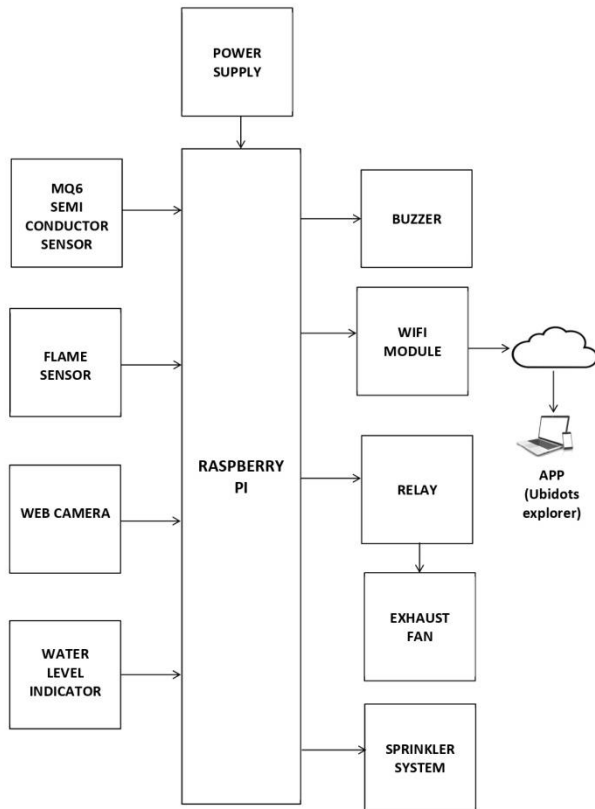 POWER
SUPPLY
MQ6
SEMI
CONDUCTOR
SENSOR
FLAME
SENSOR
WEB CAMERA
WATER
LEVEL
INDICATOR
RASPBERRY
PI
BUZZER
WIFI
MODULE
RELAY
EXHAUST
FAN
SPRINKLER
SYSTEM
APP
(Ubidots
explorer)